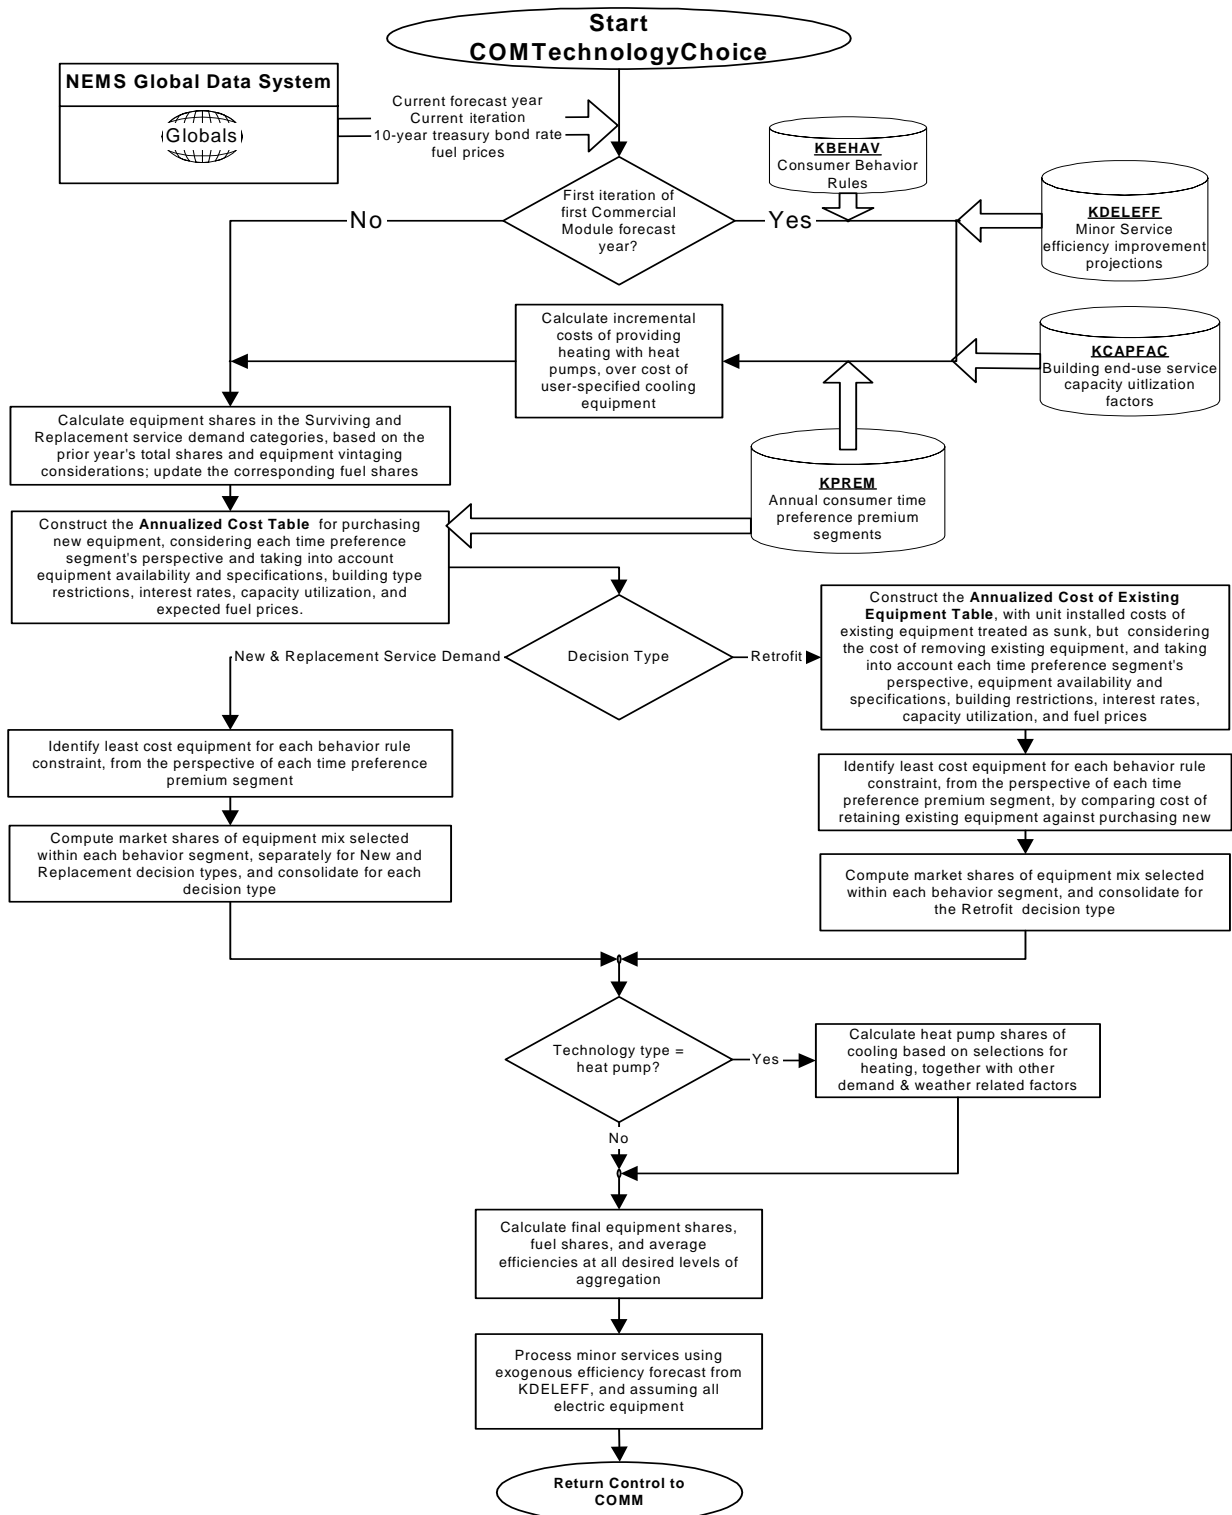 Start
COMTechnologyChoice
NEMS Global Data System
Globals
Current forecast year
Current iteration
10-year treasury bond rate
fuel prices
KBEHAV
Consumer Behavior
Rules
First iteration of
first Commercial
Module forecast
year?
No
Yes
KDELEFF
Minor Service
efficiency improvement
projections
Calculate incremental
costs of providing
heating with heat
pumps, over cost of
user-specified cooling
equipment
KCAPFAC
Building end-use service
capacity uitlization
factors
Calculate equipment shares in the Surviving and
Replacement service demand categories, based on the
prior year's total shares and equipment vintaging
considerations; update the corresponding fuel shares
KPREM
Annual consumer time
preference premium
segments
Construct the Annualized Cost Table for purchasing
new equipment, considering each time preference
segment's perspective and taking into account
equipment availability and specifications, building type
restrictions, interest rates, capacity utilization, and
expected fuel prices.
Construct the Annualized Cost of Existing
Equipment Table, with unit installed costs of
existing equipment treated as sunk, but considering
the cost of removing existing equipment, and taking
into account each time preference segment's
perspective, equipment availability and
specifications, building restrictions, interest rates,
capacity utilization, and fuel prices
New & Replacement Service Demand
Decision Type
Retrofit
Identify least cost equipment for each behavior rule
constraint, from the perspective of each time preference
premium segment
Identify least cost equipment for each behavior rule
constraint, from the perspective of each time
preference premium segment, by comparing cost of
retaining existing equipment against purchasing new
Compute market shares of equipment mix selected
within each behavior segment, separately for New and
Replacement decision types, and consolidate for each
decision type
Compute market shares of equipment mix selected
within each behavior segment, and consolidate for
the Retrofit decision type
Technology type =
heat pump?
Yes
Calculate heat pump shares of
cooling based on selections for
heating, together with other
demand & weather related factors
No
Calculate final equipment shares,
fuel shares, and average
efficiencies at all desired levels of
aggregation
Process minor services using
exogenous efficiency forecast from
KDELEFF, and assuming all
electric equipment
Return Control to
COMM